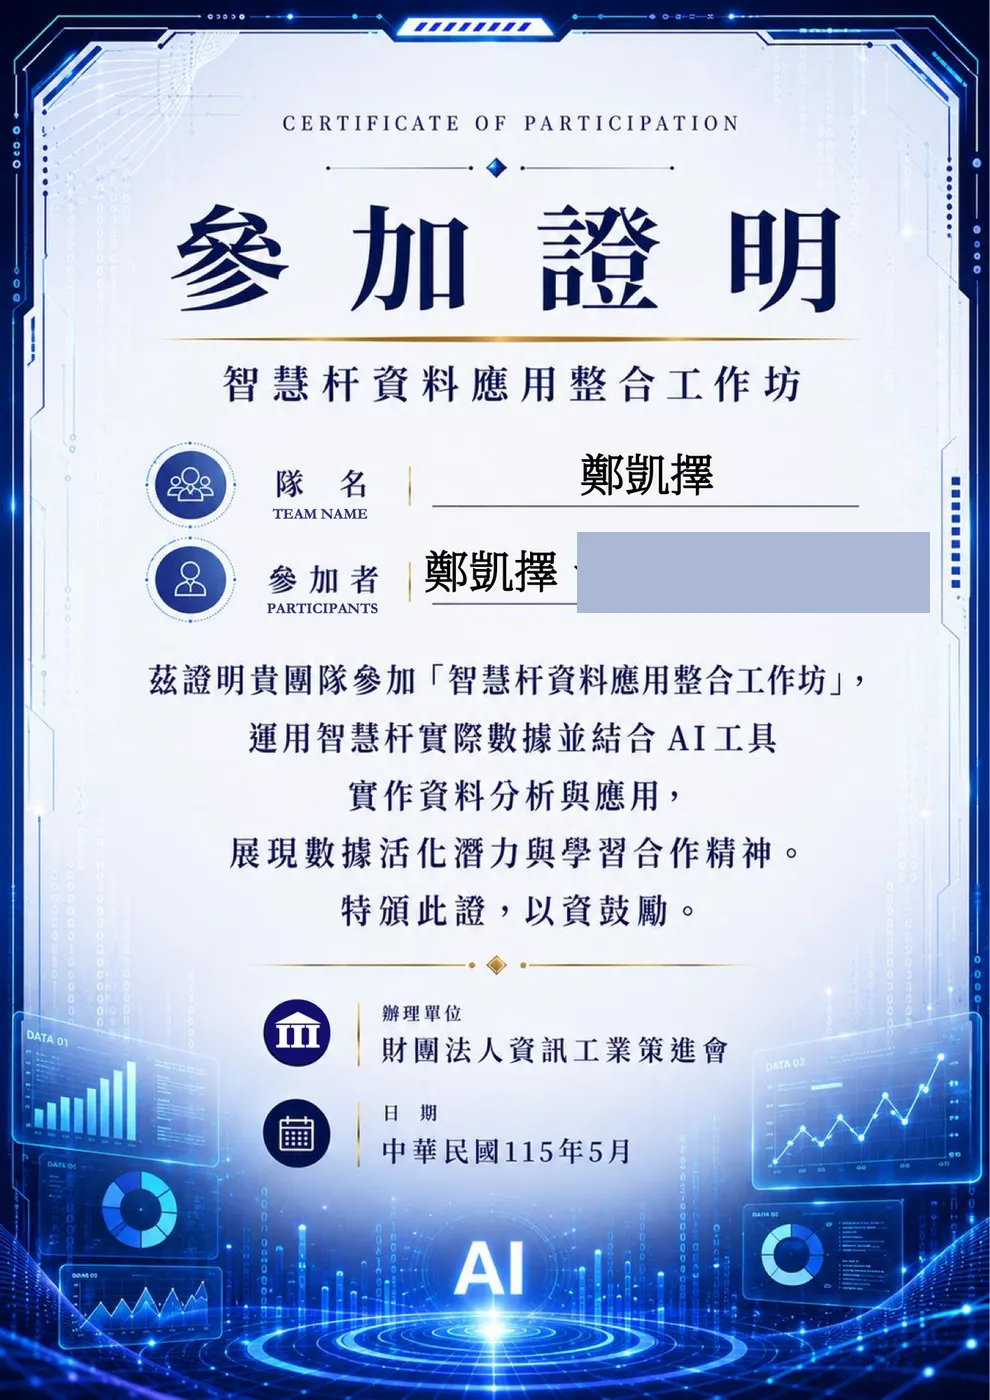 CERTIFICATE OF PARTICIPATION
參加證明
智慧杆資料應用整合工作坊
隊名
TEAM NAME
鄭凱擇
參加者
PARTICIPANTS
鄭凱擇、
茲證明貴團隊參加「智慧杆資料應用整合工作坊」，
運用智慧杆實際數據並結合 AI工具
實作資料分析與應用，
展現數據活化潛力與學習合作精神。
特頒此證，以資鼓勵。
辦理單位
財團法人資訊工業策進會
日期
中華民國115年5月
DATA 01
DATA 02
AI